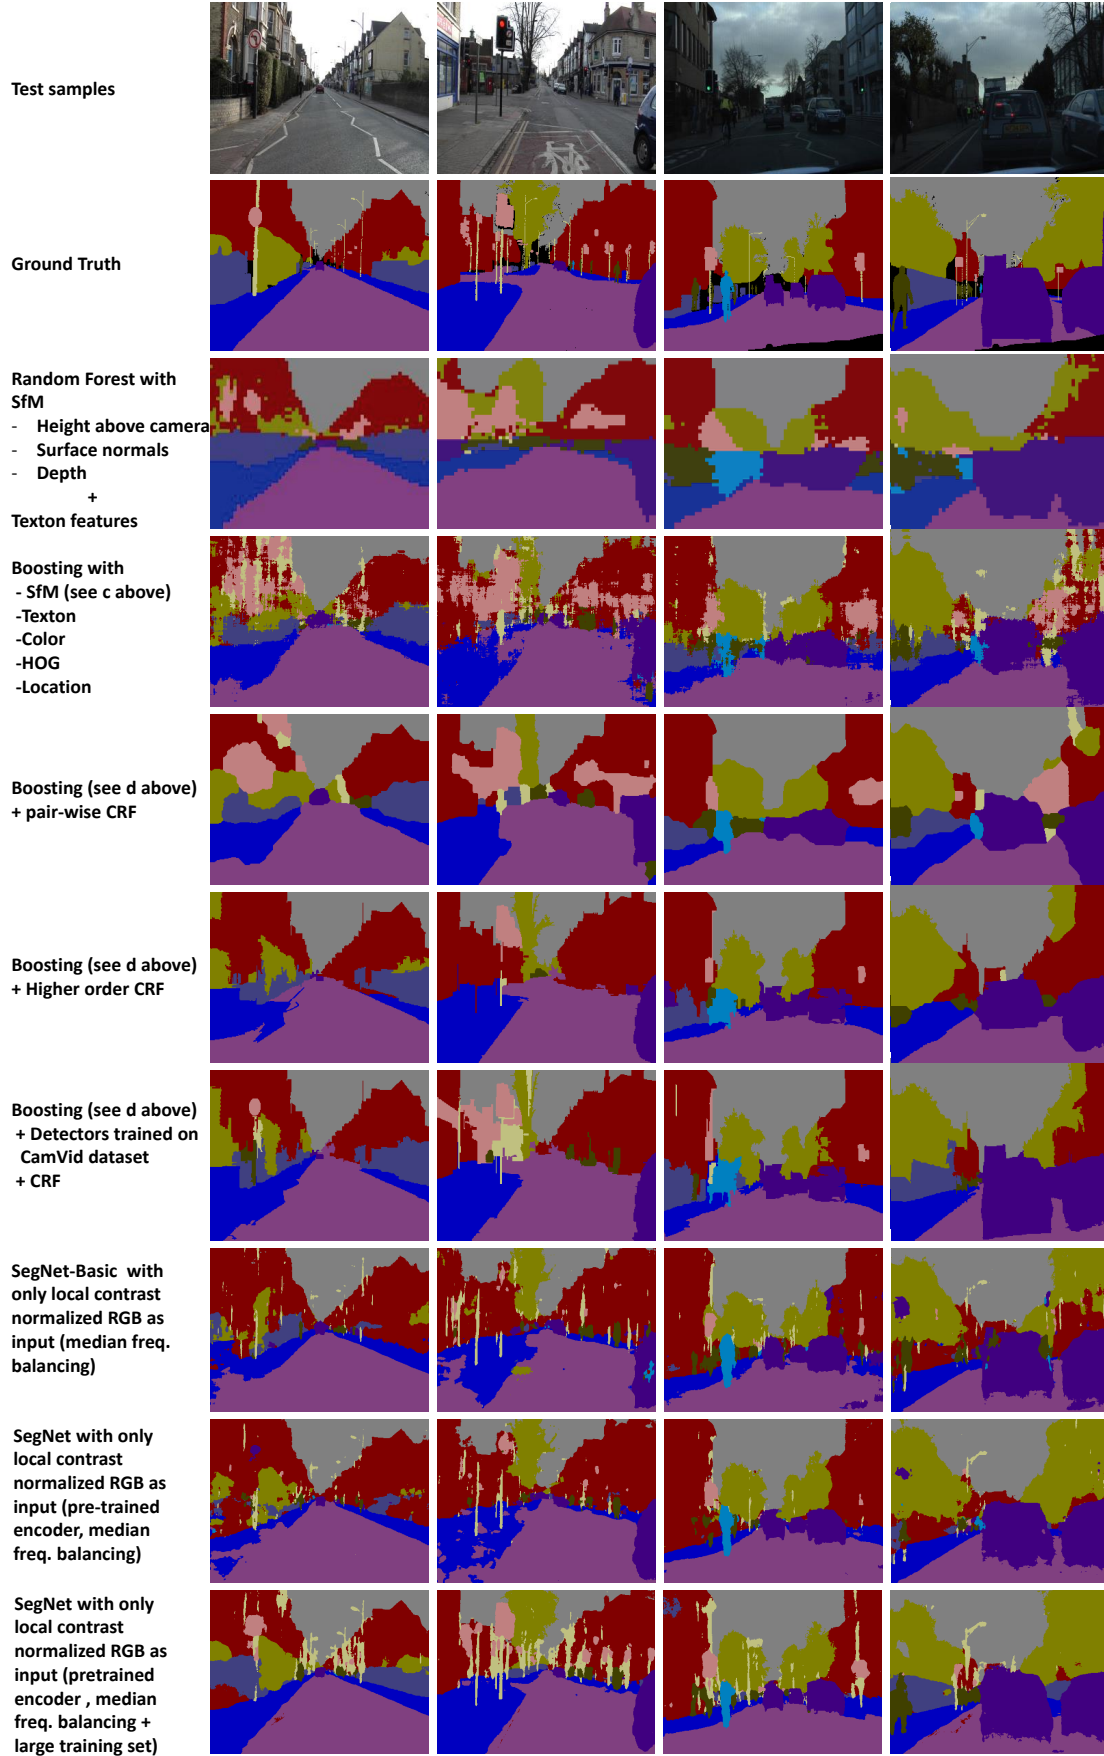 Test samples
Ground Truth
Random Forest with
SfM
- Height above camera
- Surface normals
- Depth
+
Texton features
Boosting with
- SfM (see c above)
-Texton
-Color
-HOG
-Location
Boosting (see d above)
+ pair-wise CRF
Boosting (see d above)
+ Higher order CRF
Boosting (see d above)
+ Detectors trained on
CamVid dataset
+ CRF
SegNet-Basic with
only local contrast
normalized RGB as
input (median freq.
balancing)
SegNet with only
local contrast
normalized RGB as
input (pre-trained
encoder, median
freq. balancing)
SegNet with only
local contrast
normalized RGB as
input (pretrained
encoder , median
freq. balancing +
large training set)